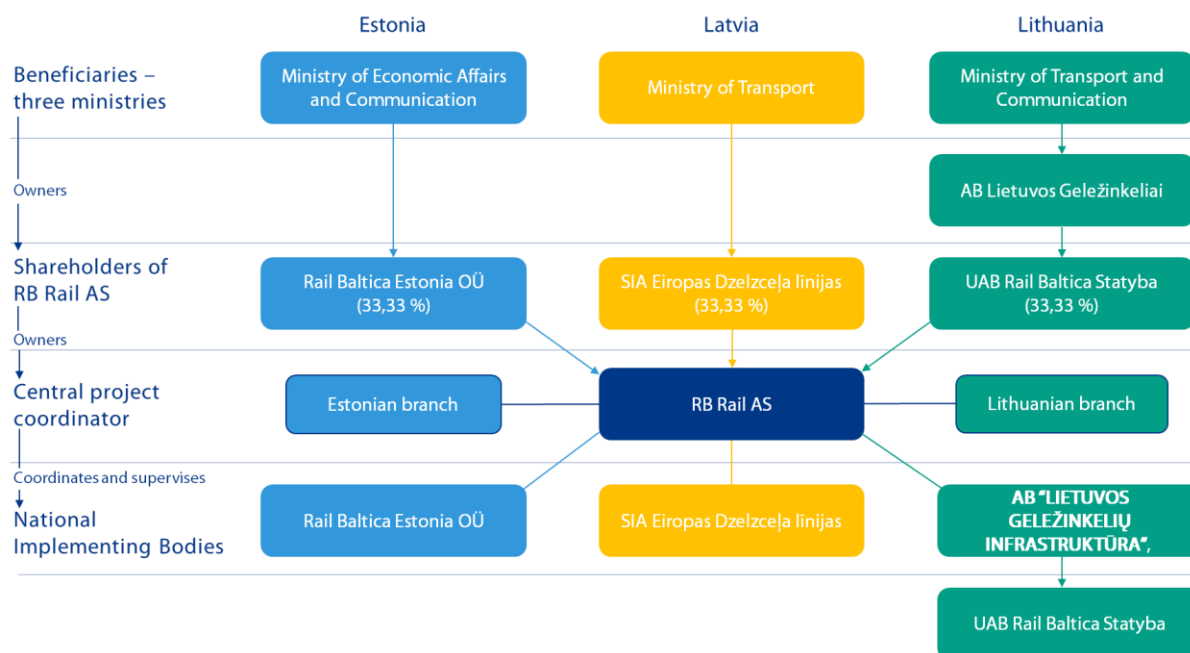 Estonia
Latvia
Lithuania
Beneficiaries –
three ministries
Ministry of Economic Affairs
and Communication
Ministry of Transport
Ministry of Transport and
Communication
Owners
AB Lietuvos Geležinkeliai
Shareholders of
RB Rail AS
Rail Baltica Estonia OÜ
(33,33 %)
SIA Eiropas Dzelzceļa līnijas
(33,33 %)
UAB Rail Baltica Statyba
(33,33 %)
Owners
Central project
coordinator
Estonian branch
RB Rail AS
Lithuanian branch
Coordinates and supervises
National
Implementing Bodies
Rail Baltica Estonia OÜ
SIA Eiropas Dzelzceļa līnijas
AB "LIETUVOS
GELEŽINKELIŲ
INFRASTRUKTŪRA",
UAB Rail Baltica Statyba